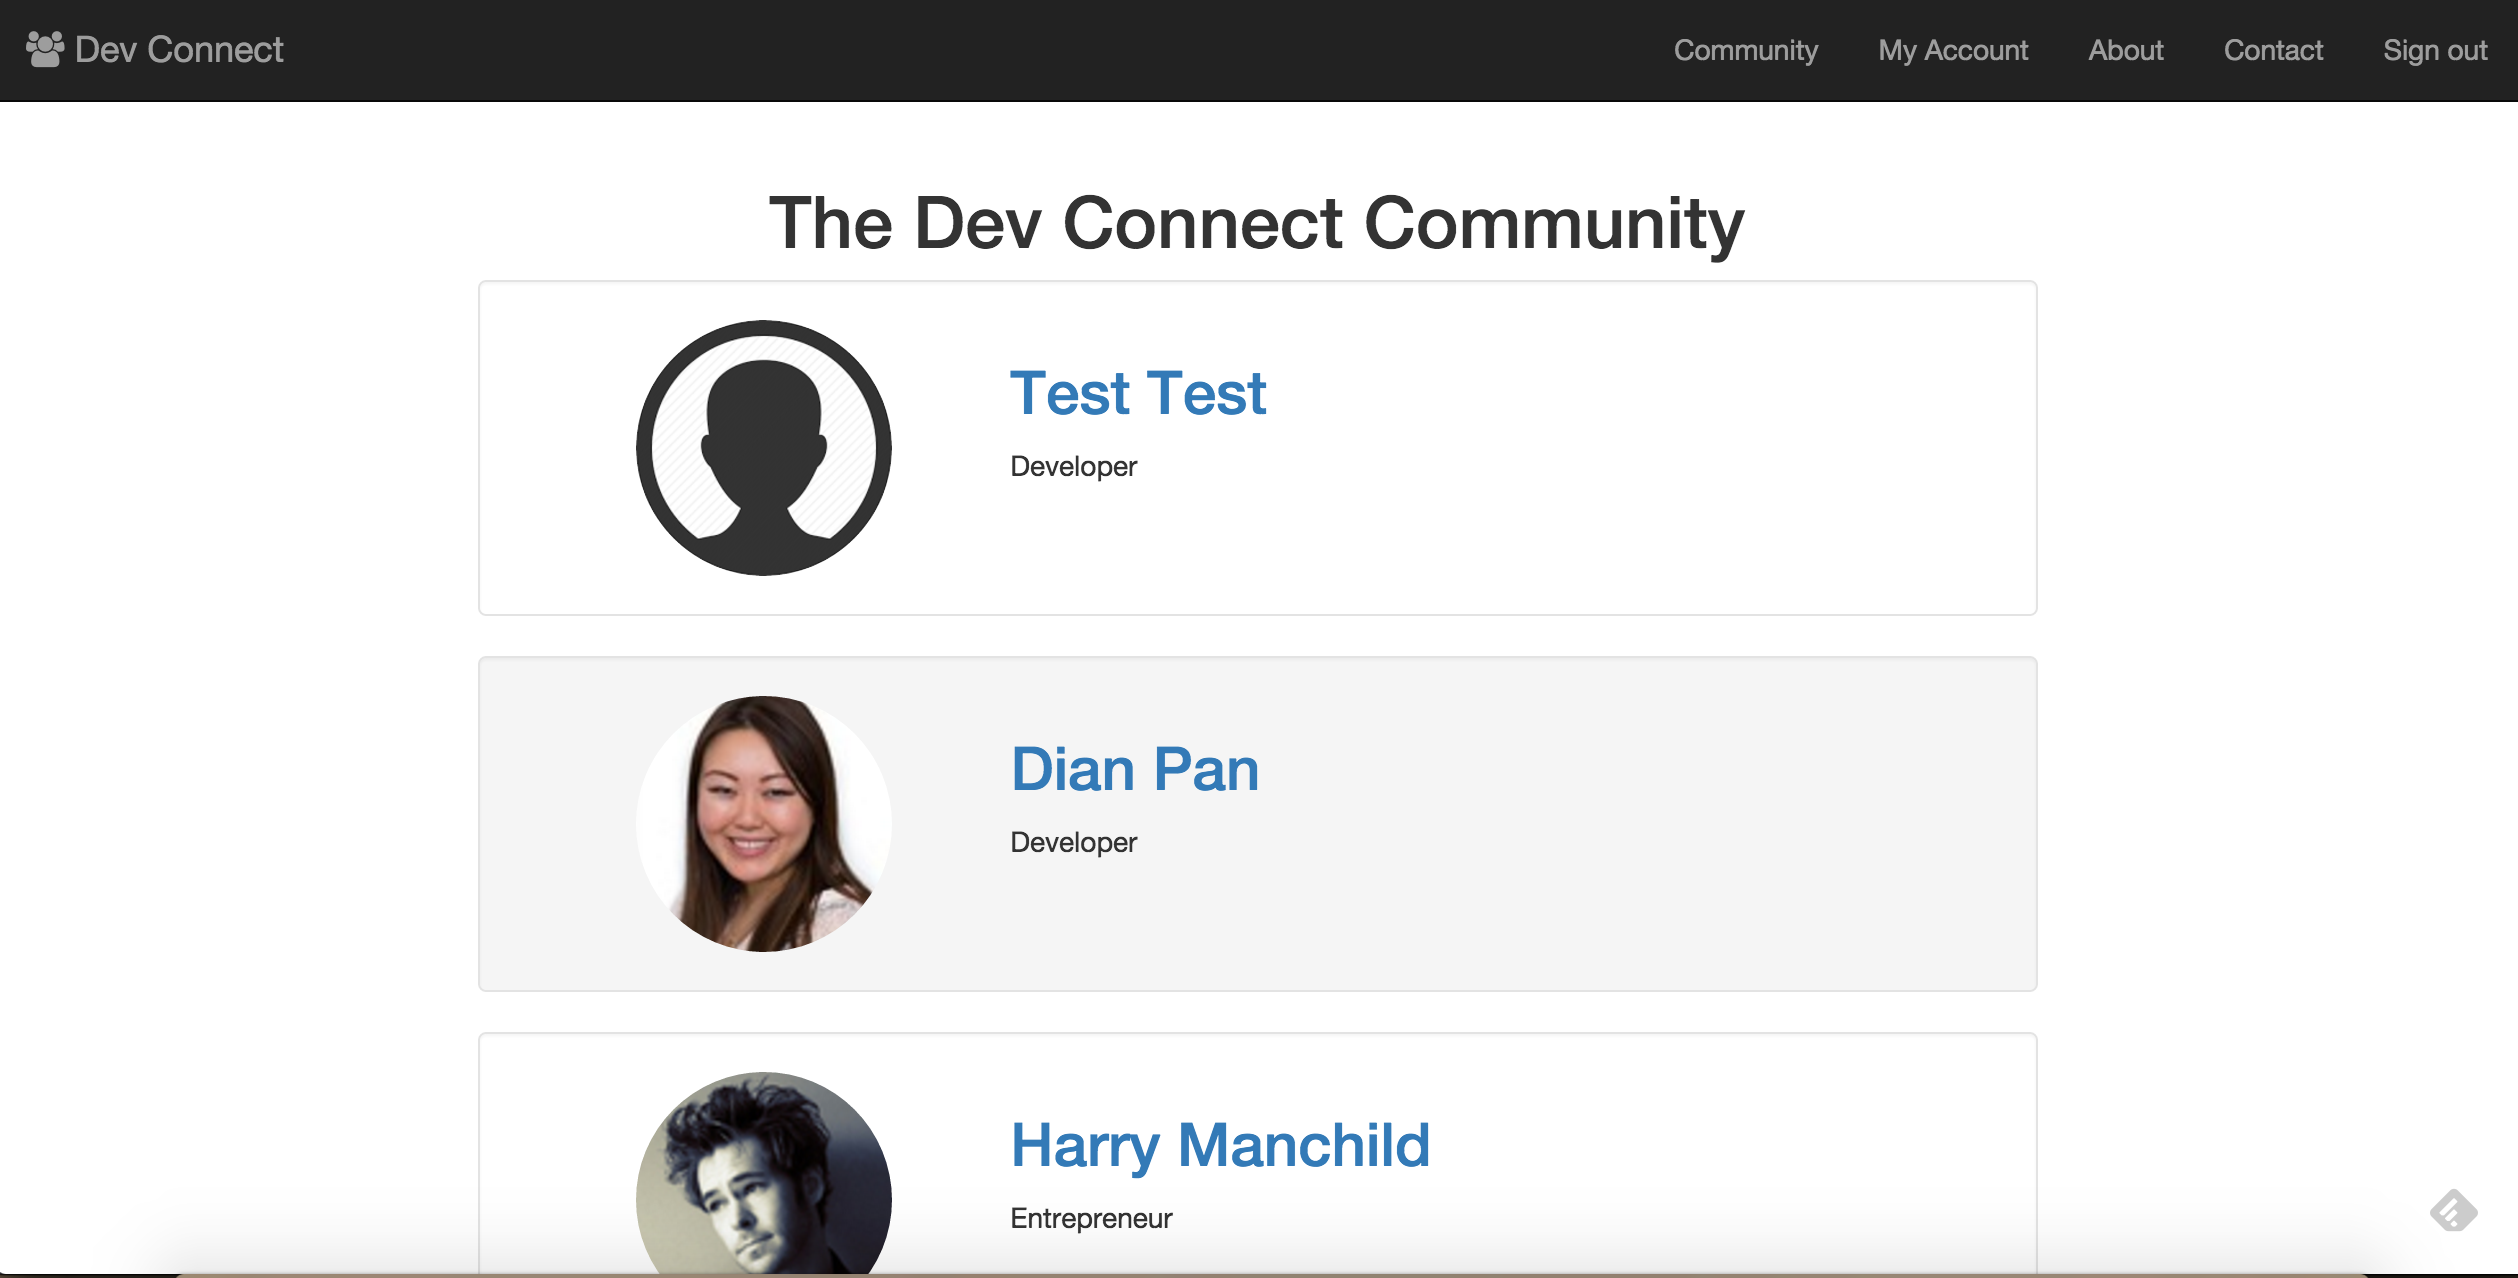 Dev Connect
Community
My Account
About
Contact
Sign out
The Dev Connect Community
Test Test
Developer
Dian Pan
Developer
Harry Manchild
Entrepreneur